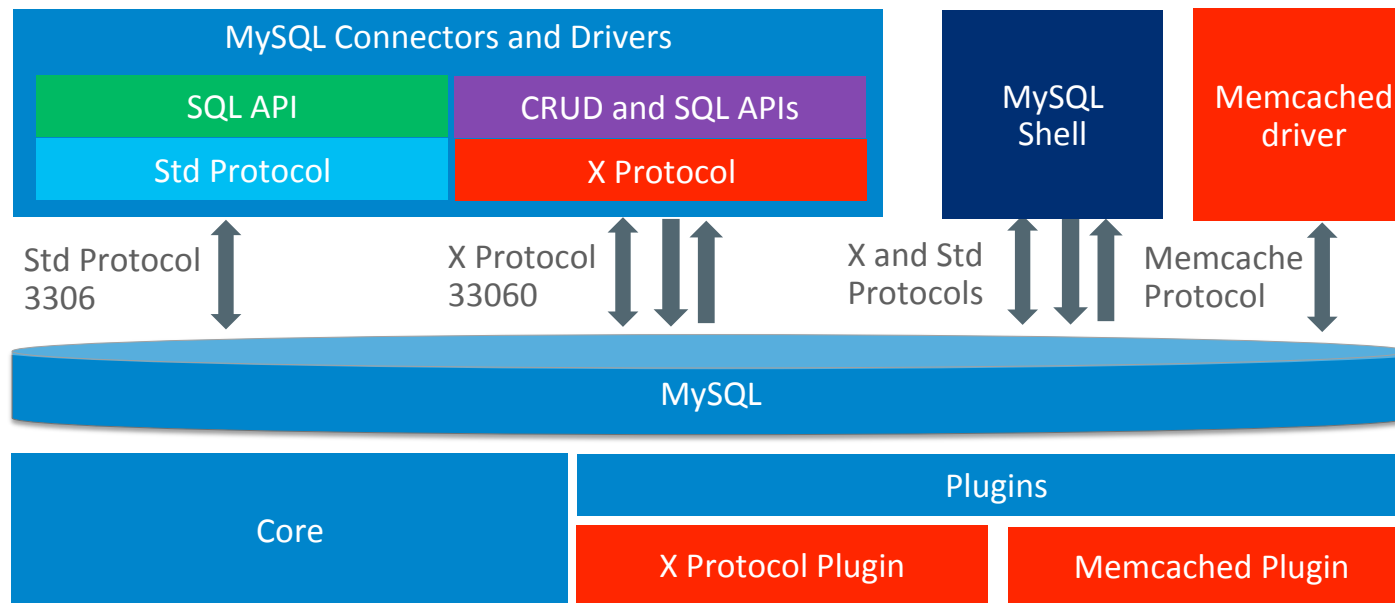 MySQL Connectors and Drivers
SQL API
CRUD and SQL APIs
Std Protocol
X Protocol
MySQL
Shell
Memcached
driver
Std Protocol
3306
X Protocol
33060
X and Std
Protocols
Memcache
Protocol
MySQL
Core
Plugins
X Protocol Plugin
Memcached Plugin